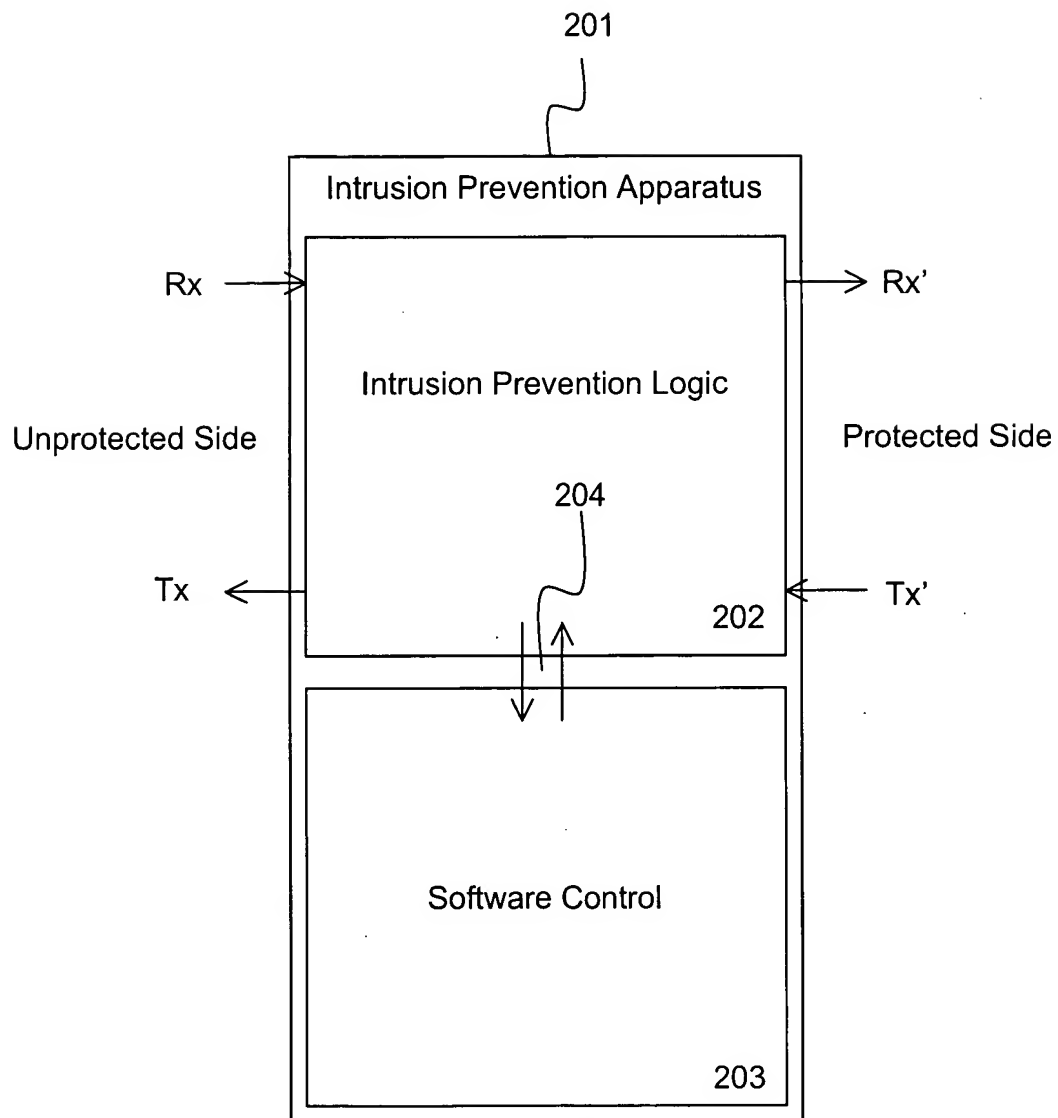 201
Intrusion Prevention Apparatus
Rx
Rx’
Intrusion Prevention Logic
Unprotected Side
Protected Side
204
Tx
Tx’
202
Software Control
203